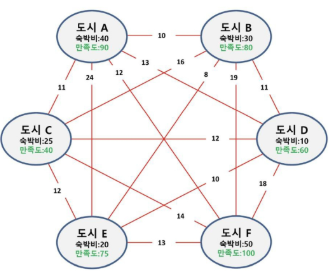 도시 A
숙박비:40
만족도:90
10
도시 B
숙박비:30
만족도:80
24
12
13
16
8
19
11
11
도시 C
숙박비:25
만족도:40
12
도시 D
숙박비:10
만족도:60
12
10
18
14
도시 E
숙박비:20
만족도:75
13
도시 F
숙박비:50
만족도:100